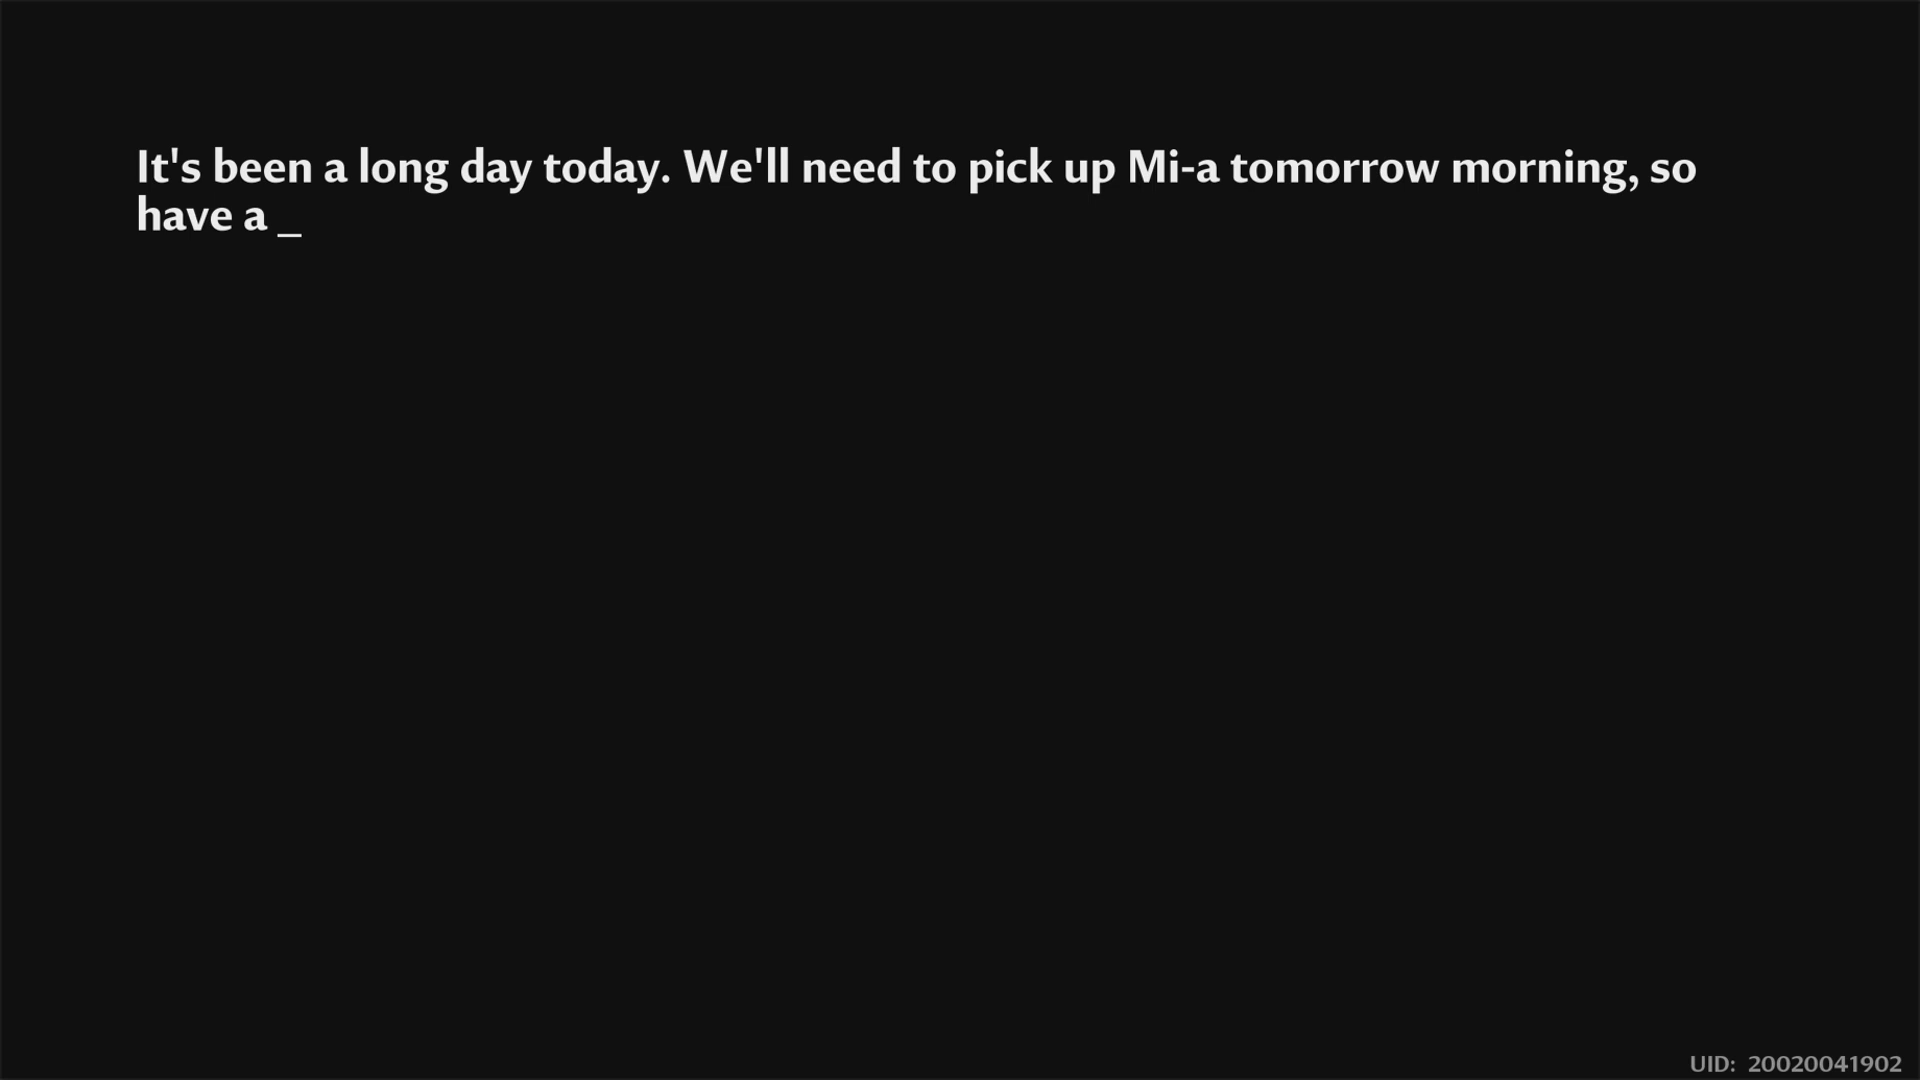 It's been a long day today. We'll need to pick up Mi-a tomorrow morning, so
have a _
UID: 20020041902